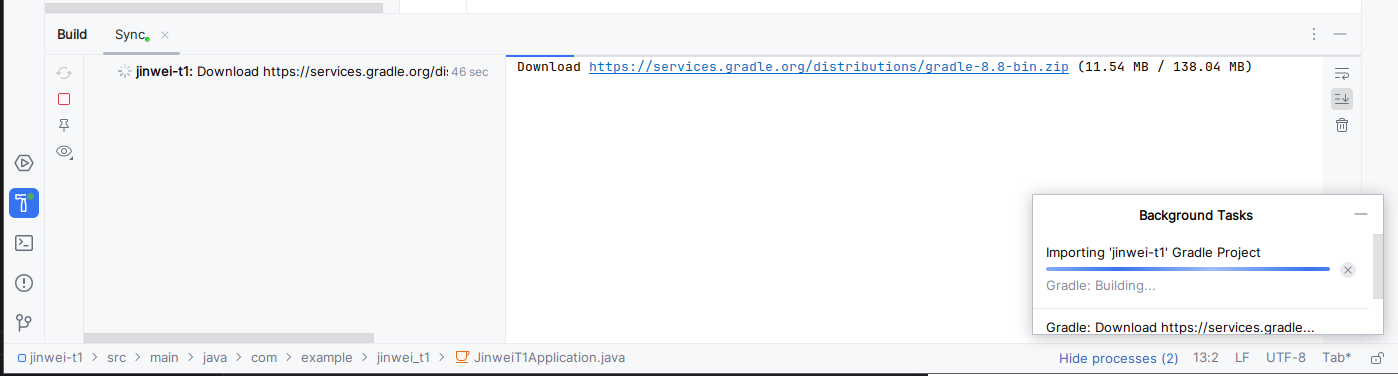 Build
Sync
jinwei-t1: Download https://services.gradle.org/di 46 sec
Download https://services.gradle.org/distributions/gradle-8.8-bin.zip (11.54 MB / 138.04 MB)
Background Tasks
Importing 'jinwei-t1' Gradle Project
Gradle: Building...
Gradle: Download https://services.gradle...
jinwei-t1 > src > main > java > com > example > jinwei_t1 > JinweiT1Application.java
Hide processes (2) 13:2 LF UTF-8 Tab*